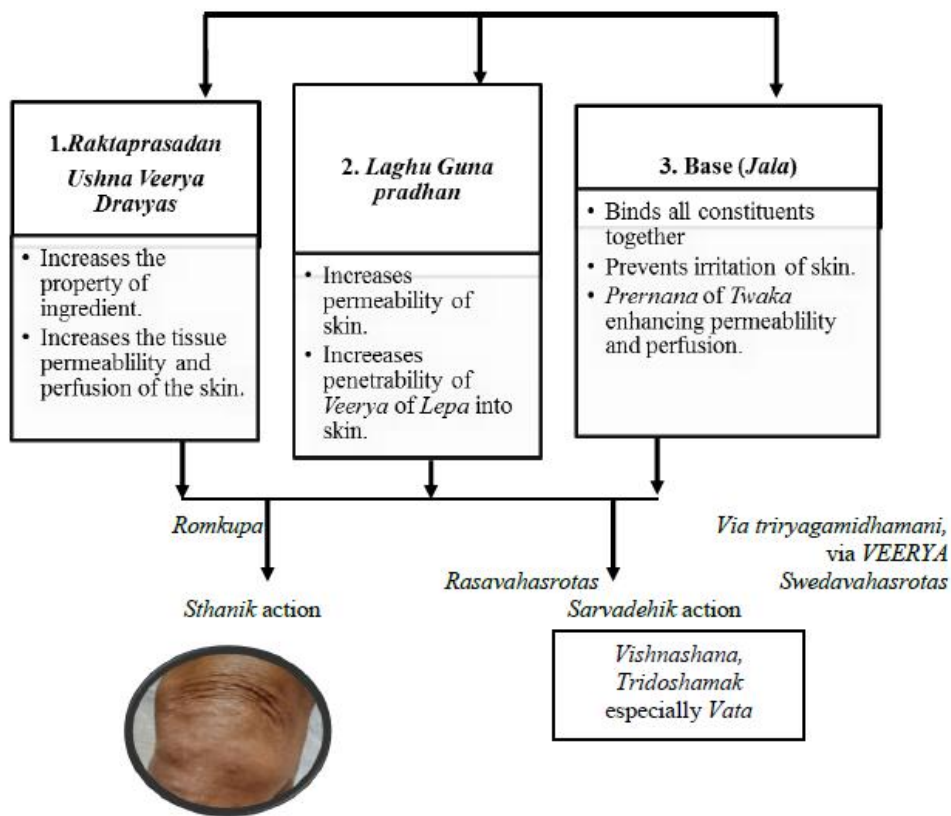 1.Raktaprasadan
Ushna Veerya
Dravyas
• Increases the
property of
ingredient.
• Increases the tissue
permeablility and
perfusion of the skin.
2. Laghu Guna
pradhan
• Increases
permeability of
skin.
• Increeases
penetrability of
Veerya of Lepa into
skin.
3. Base (Jala)
• Binds all constituents
together
• Prevents irritation of skin.
• Prernana of Twaka
enhancing permeablility
and perfusion.
Romkupa
Sthanik action
Rasavahasrotas
Sarvadehik action
Via triryagamidhamani,
via VEERYA
Swedavahasrotas
Vishnashana,
Tridoshamak
especially Vata